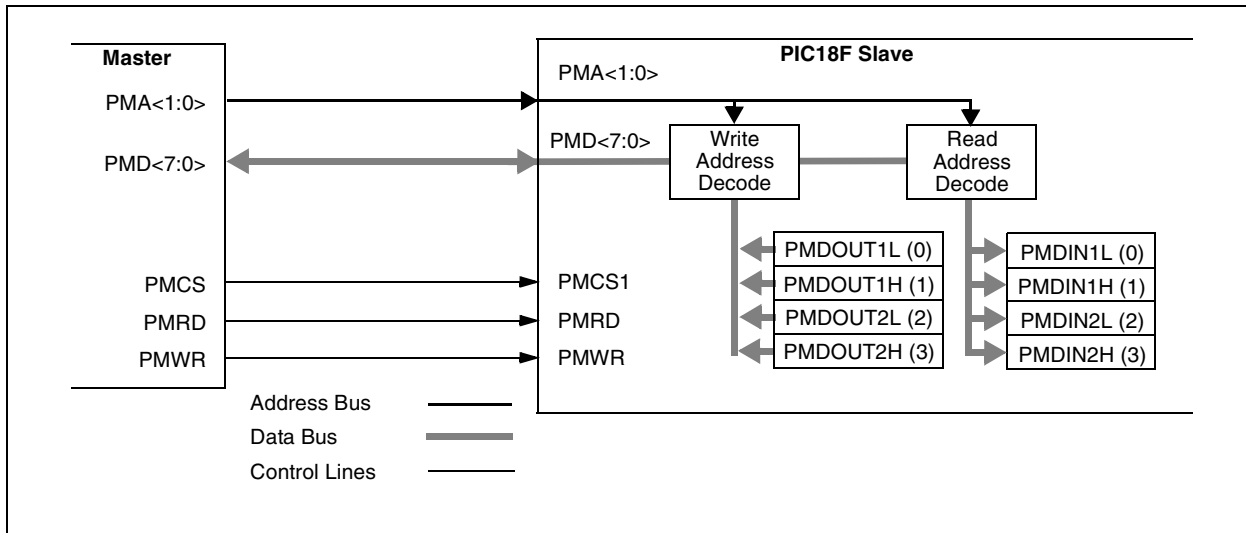 Master
PIC18F Slave
PMA<1:0>
PMA<1:0>
PMD<7:0>
PMD<7:0>
Write
Address
Decode
Read
Address
Decode
PMDOUT1L (0)
PMDOUT1H (1)
PMDOUT2L (2)
PMDOUT2H (3)
PMDIN1L (0)
PMDIN1H (1)
PMDIN2L (2)
PMDIN2H (3)
PMCS
PMCS1
PMRD
PMRD
PMWR
PMWR
Address Bus
Data Bus
Control Lines